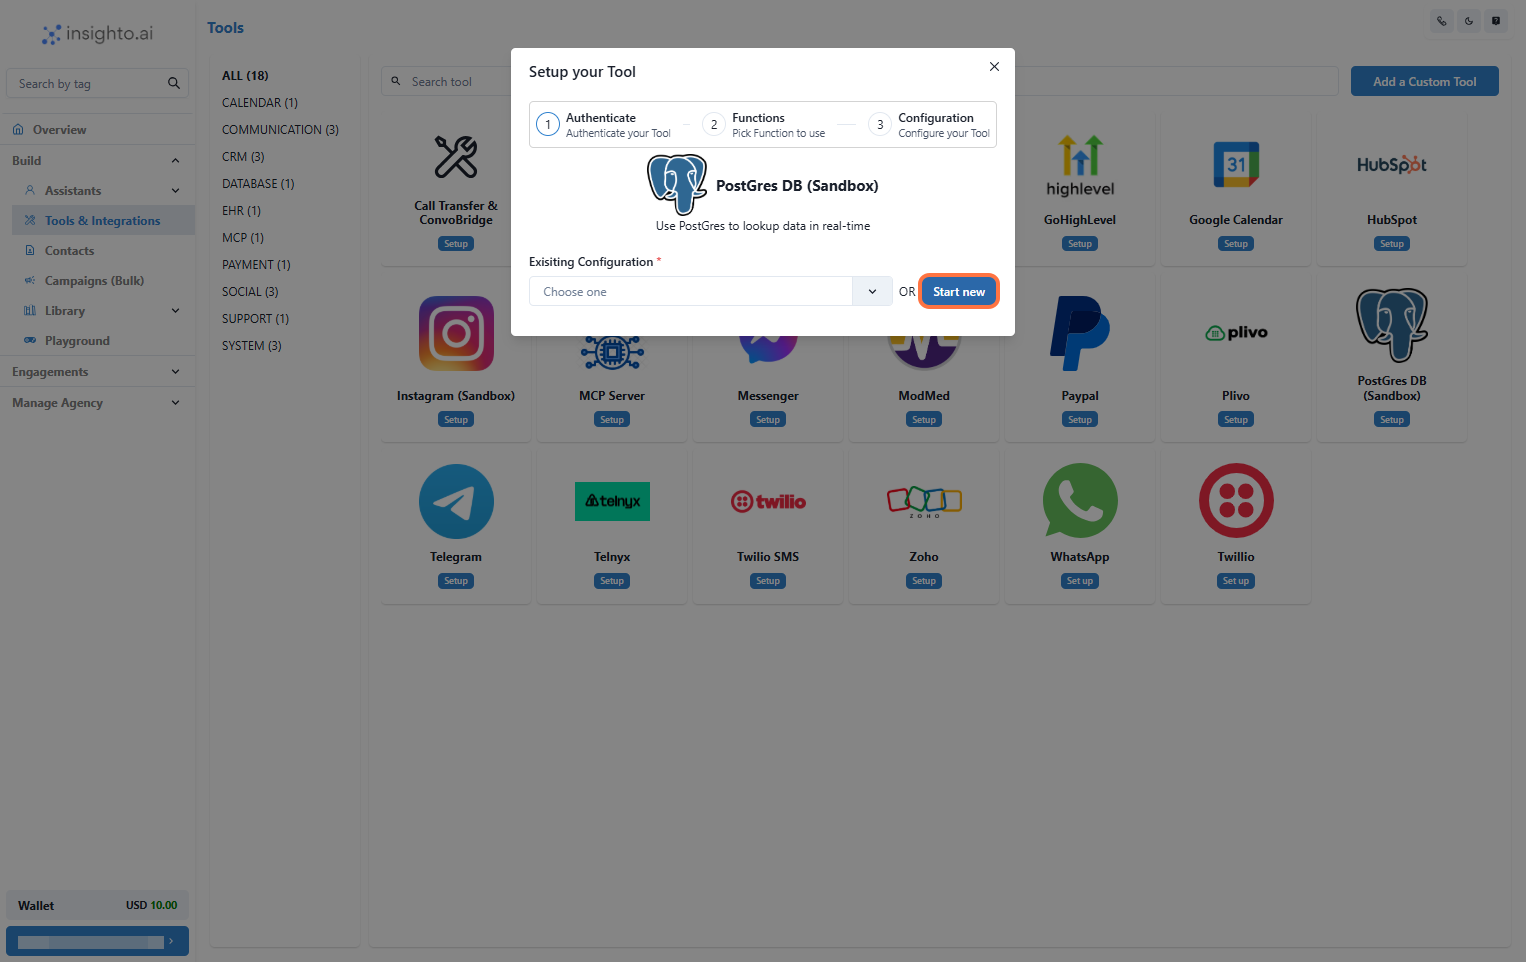 insighto.ai
Search by tag
Overview
Build
Assistants
Tools & Integrations
Contacts
Campaigns (Bulk)
Library
Playground
Engagements
Manage Agency
Wallet USD 10.00
Tools
ALL (18)
CALENDAR (1)
COMMUNICATION (3)
CRM (3)
DATABASE (1)
EHR (1)
MCP (1)
PAYMENT (1)
SOCIAL (3)
SUPPORT (1)
SYSTEM (3)
Search tool
Add a Custom Tool
Setup your Tool
1 Authenticate
Authenticate your Tool
2 Functions
Pick Function to use
3 Configuration
Configure your Tool
PostGres DB (Sandbox)
Use PostGres to lookup data in real-time
Exisiting Configuration *
Choose one
OR
Start new
Call Transfer &
ConvoBridge
Setup
highlevel
GoHighLevel
Setup
31
Google Calendar
Setup
HubSpot
HubSpot
Setup
Instagram (Sandbox)
Setup
MCP Server
Setup
Messenger
Setup
ModMed
Setup
Paypal
Setup
plivo
Plivo
Setup
PostGres DB
(Sandbox)
Setup
Telegram
Setup
telnyx
Telnyx
Setup
twilio
Twilio SMS
Setup
ZOHO
Zoho
Setup
WhatsApp
Set up
Twillio
Set up